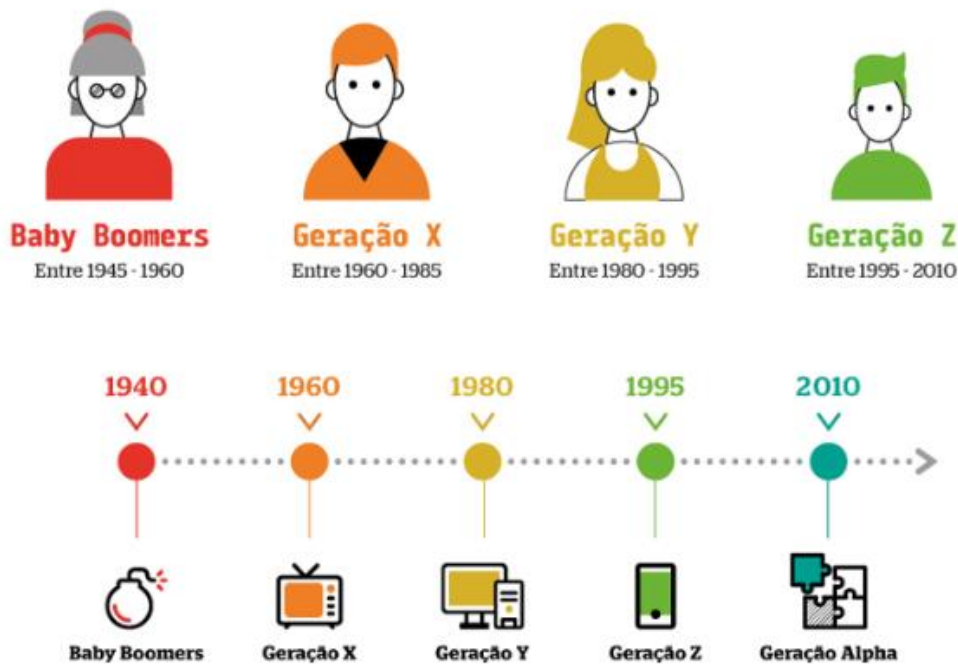 Baby Boomers
Entre 1945 - 1960
Geração X
Entre 1960 - 1985
Geração Y
Entre 1980 - 1995
Geração Z
Entre 1995 - 2010
1940
1960
1980
1995
2010
Baby Boomers
Geração X
Geração Y
Geração Z
Geração Alpha